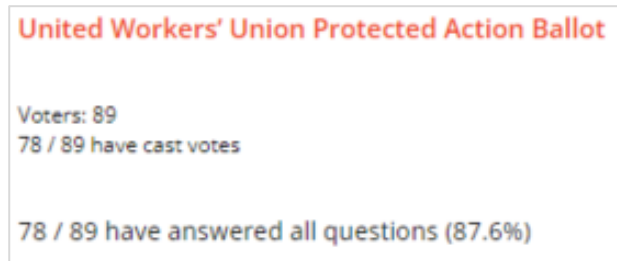 United Workers' Union Protected Action Ballot
Voters: 89
78 / 89 have cast votes
78 / 89 have answered all questions (87.6%)